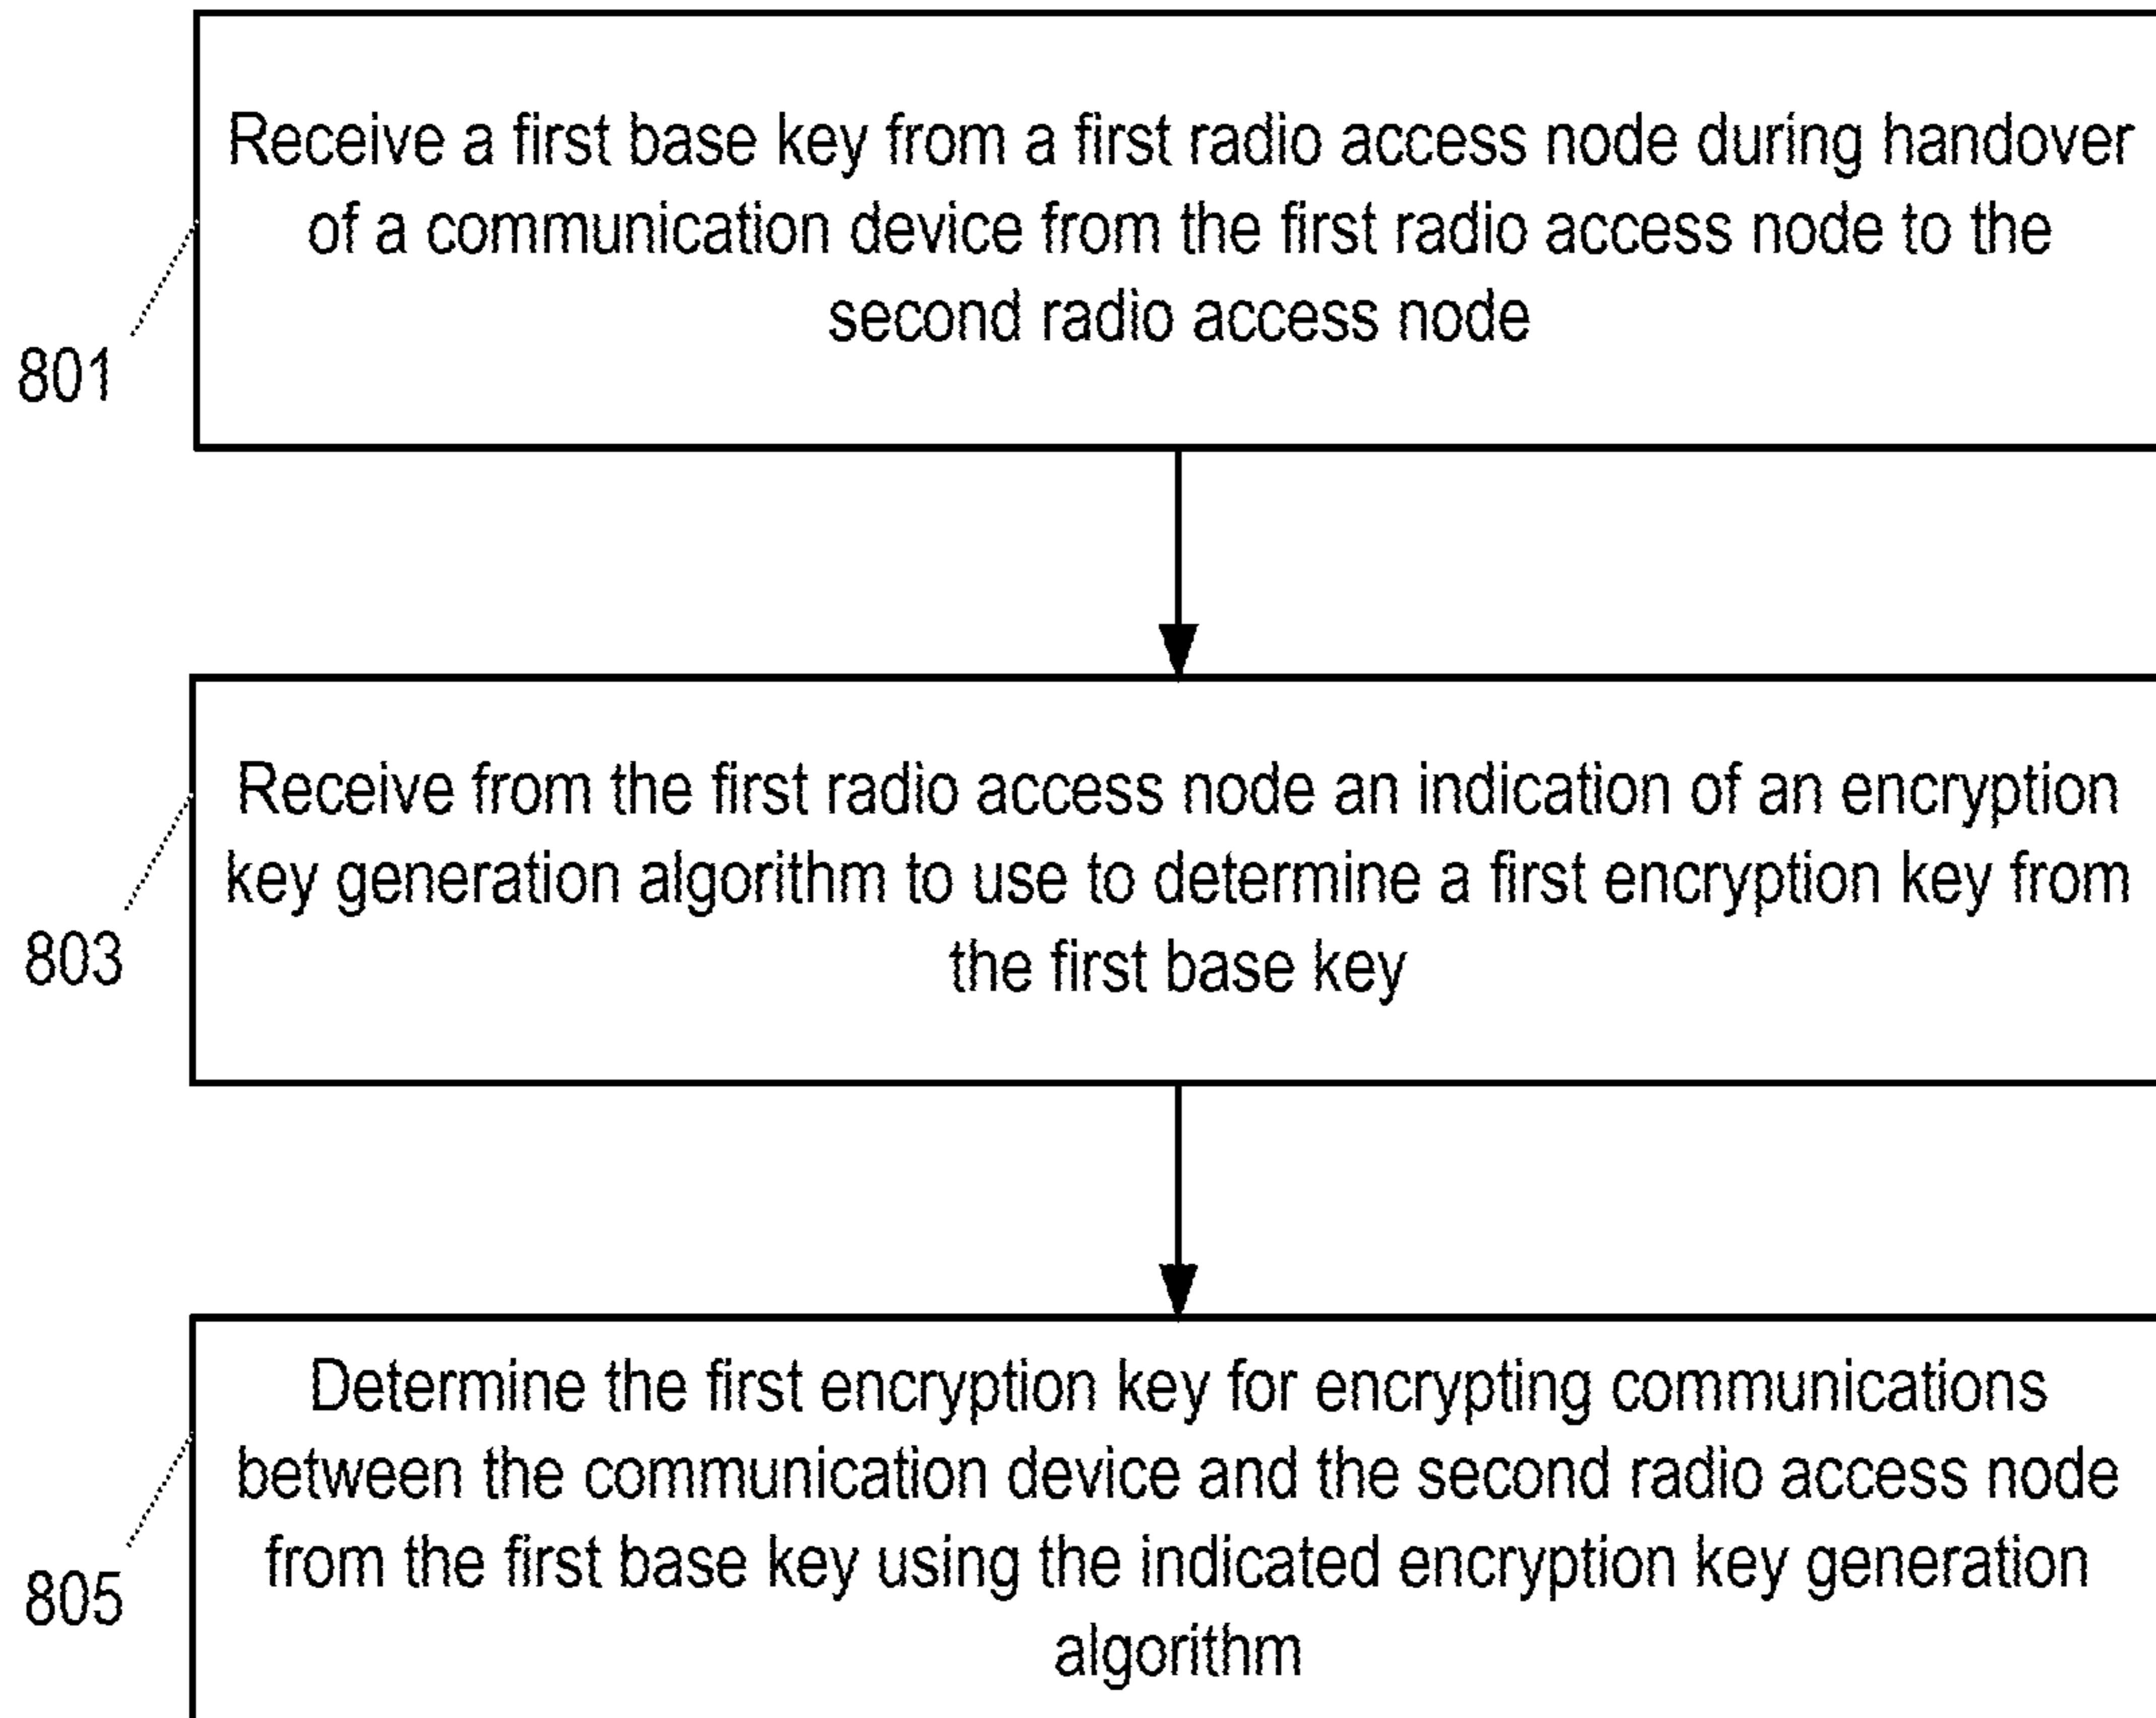 Receive a first base key from a first radio access node during handover
of a communication device from the first radio access node to the
second radio access node
801
Receive from the first radio access node an indication of an encryption
key generation algorithm to use to determine a first encryption key from
the first base key
803
Determine the first encryption key for encrypting communications
between the communication device and the second radio access node
from the first base key using the indicated encryption key generation
algorithm
805